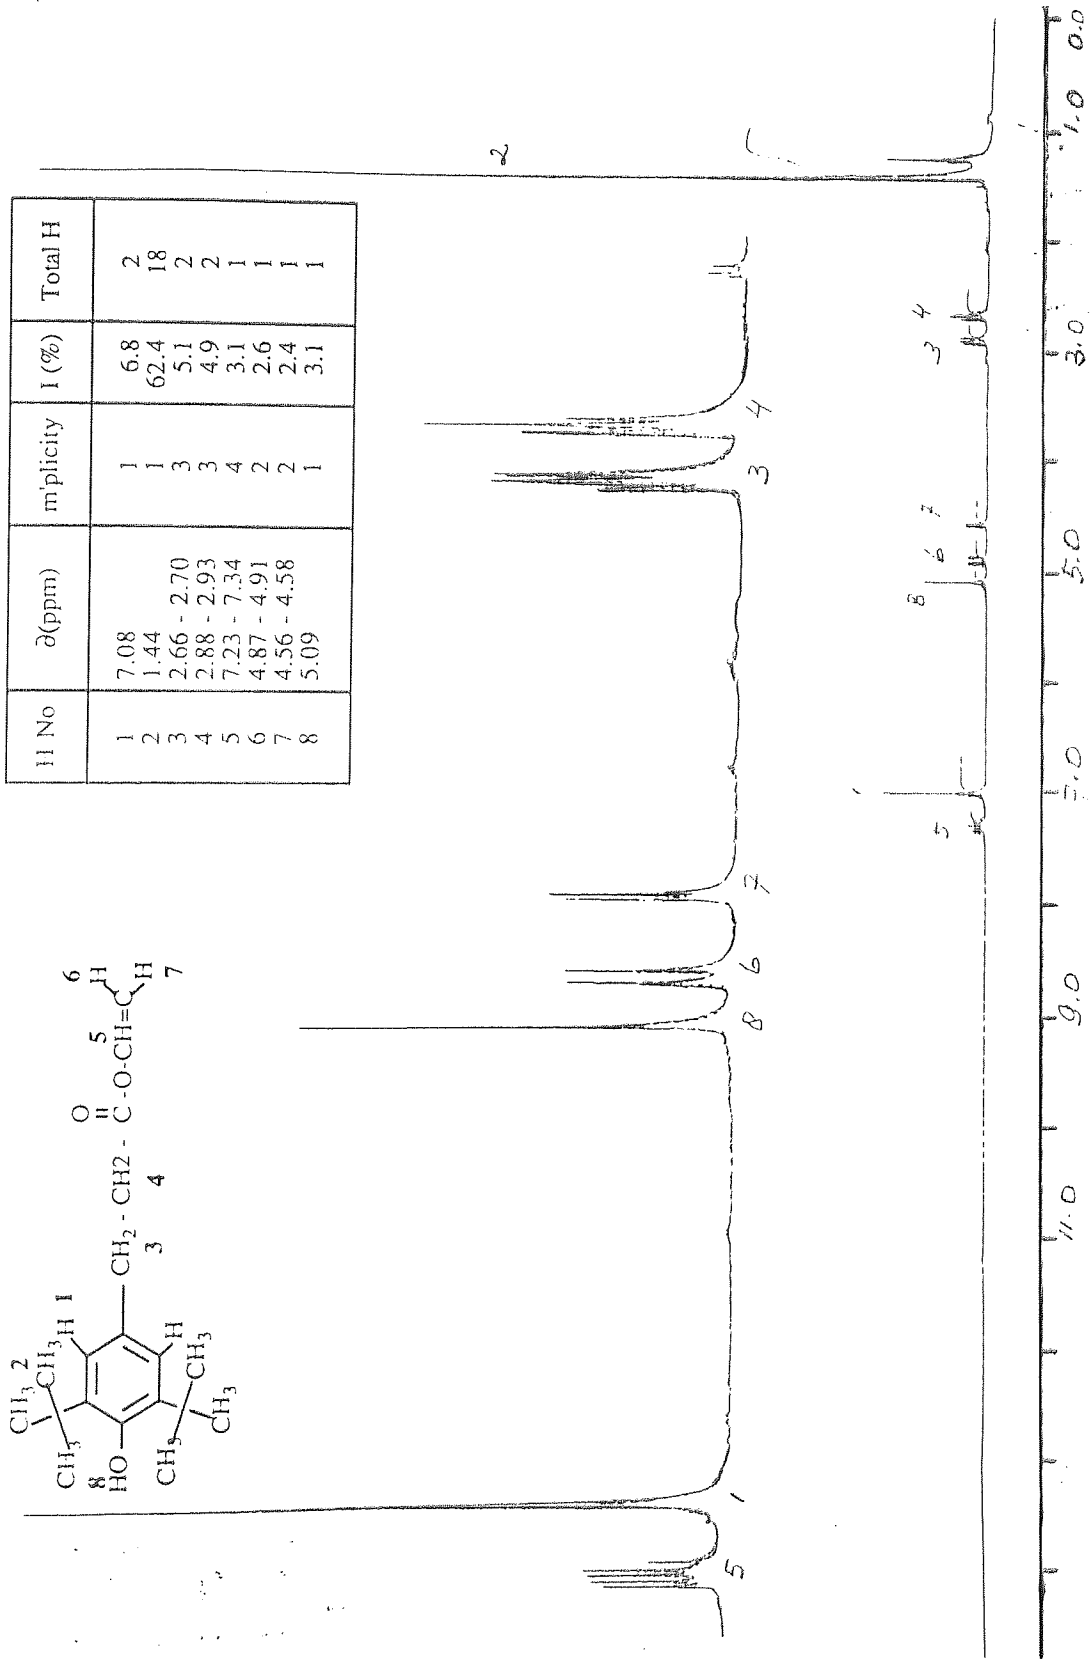 H No ∂(ppm) m'plicity I (%) Total H
1 7.08 1 6.8 2
2 1.44 1 62.4 18
3 2.66 - 2.70 3 5.1 2
4 2.88 - 2.93 3 4.9 2
5 7.23 - 7.34 4 3.1 1
6 4.87 - 4.91 2 2.6 1
7 4.56 - 4.58 2 2.4 1
8 5.09 1 3.1 1
CH3 2
CH3 CH3 H 1
8
HO
CH2 - CH2 - C - O - CH=C
O
3 4 5
6
H
H
7
H
CH3 CH3
CH3
5 1 8 6 7 3 4 2
5 8 6 7 3 4
11.0 9.0 7.0 5.0 3.0 1.0 0.0